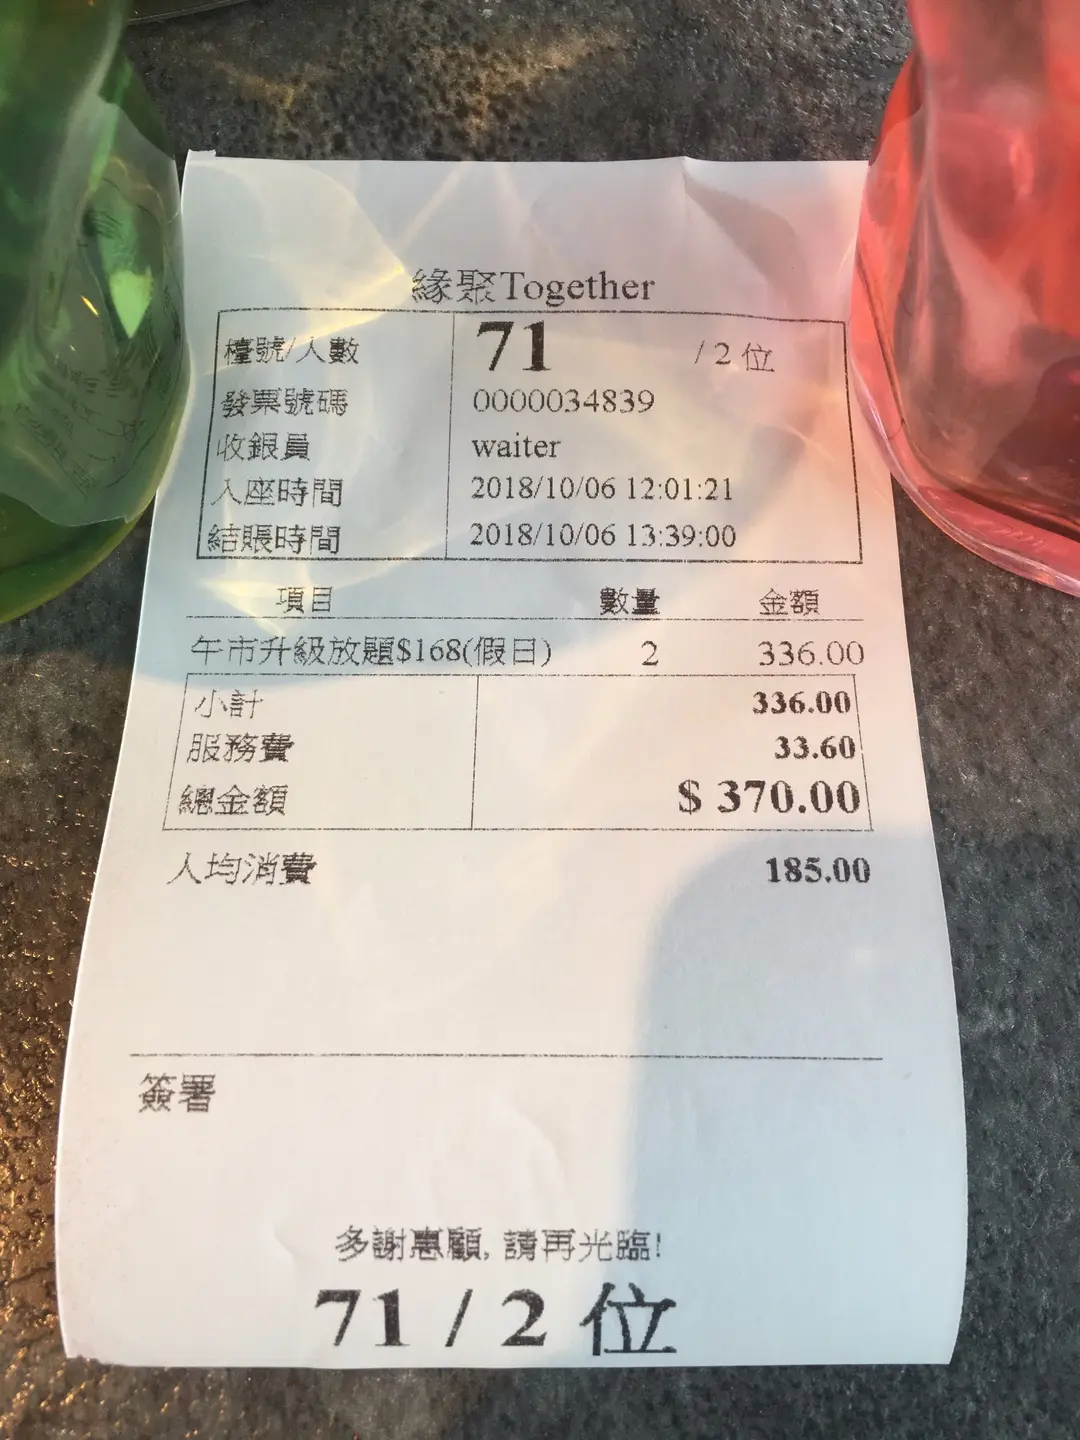 緣聚Together
檯號/人數 71 / 2 位
發票號碼 0000034839
收銀員 waiter
入座時間 2018/10/06 12:01:21
結賬時間 2018/10/06 13:39:00
項目 數量 金額
午市升級放題$168(假日) 2 336.00
小計 336.00
服務費 33.60
總金額 $ 370.00
人均消費 185.00
簽署
多謝惠顧, 請再光臨!
71 / 2 位